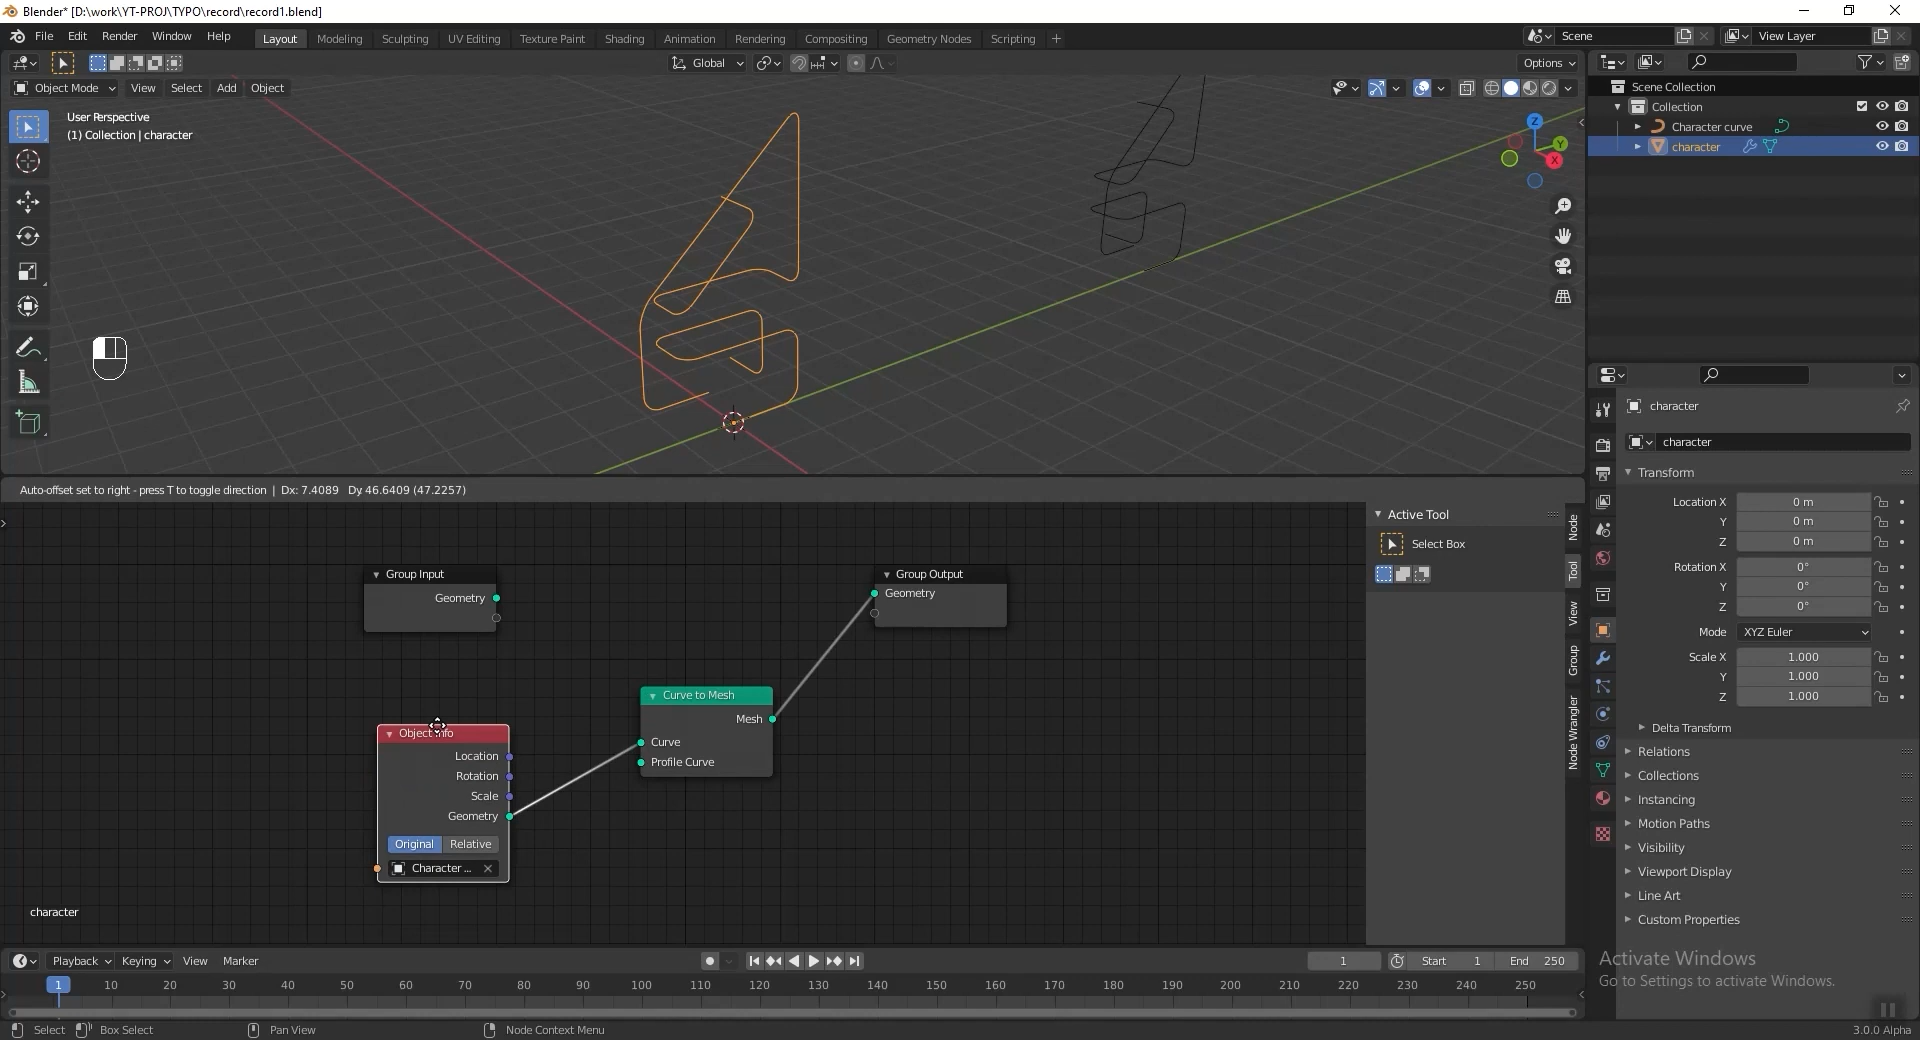 Blender* [D:\work\YT-PROJ\TYPO\record\record1.blend]
File Edit Render Window Help Layout Modeling Sculpting UV Editing Texture Paint Shading Animation Rendering Compositing Geometry Nodes Scripting + Scene View Layer
Global Options
Object Mode View Select Add Object
Scene Collection
Collection
Character curve
character
User Perspective
(1) Collection | character
Z
Y
X
character
character
Transform
Location X 0 m
Y 0 m
Z 0 m
Rotation X 0°
Y 0°
Z 0°
Mode XYZ Euler
Scale X 1.000
Y 1.000
Z 1.000
Delta Transform
Relations
Collections
Instancing
Motion Paths
Visibility
Viewport Display
Line Art
Custom Properties
Auto-offset set to right - press T to toggle direction | Dx: 7.4089 Dy 46.6409 (47.2257)
Active Tool
Select Box
Node
Tool
View
Group
Node Wrangler
Group Input
Geometry
Group Output
Geometry
Curve to Mesh
Mesh
Curve
Profile Curve
Location
Rotation
Scale
Geometry
Original Relative
Character ...
character
Playback Keying View Marker 1 Start 1 End 250
1 10 20 30 40 50 60 70 80 90 100 110 120 130 140 150 160 170 180 190 200 210 220 230 240 250
Activate Windows
Go to Settings to activate Windows.
Select Box Select Pan View Node Context Menu 3.0.0 Alpha